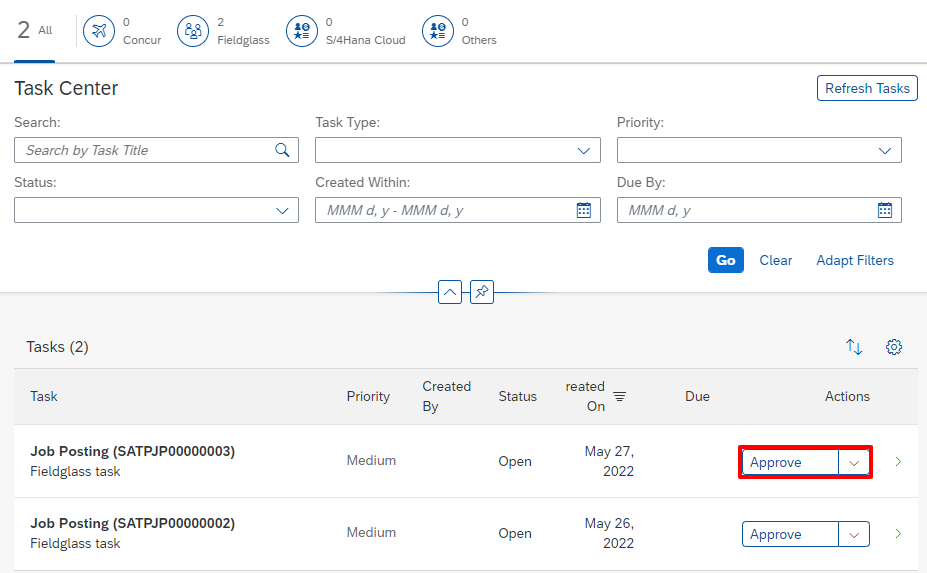 2 All
0
Concur
2
Fieldglass
0
S/4Hana Cloud
0
Others
Task Center
Refresh Tasks
Search:
Task Type:
Priority:
Search by Task Title
Status:
Created Within:
Due By:
MMM d, y - MMM d, y
MMM d, y
Go
Clear
Adapt Filters
Tasks (2)
Task
Priority
Created
By
Status
reated
On
Due
Actions
Job Posting (SATPJP00000003)
Fieldglass task
Medium
Open
May 27,
2022
Approve
Job Posting (SATPJP00000002)
Fieldglass task
Medium
Open
May 26,
2022
Approve